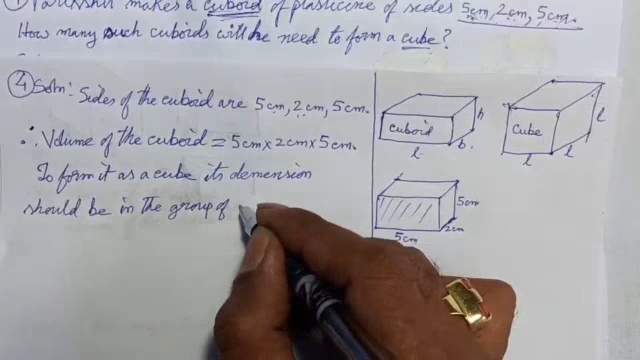 makes a cuboid of plasticine of sides 5cm, 2cm, 5cm.
How many such cuboids will he need to form a cube?
④ Soln: Sides of the cuboid are 5cm, 2cm, 5cm.
∴ Volume of the cuboid = 5cm x 2cm x 5cm.
To form it as a cube its demension
should be in the group of
cuboid
h
b.
l
Cube
l
l
l
5cm
2cm
5cm